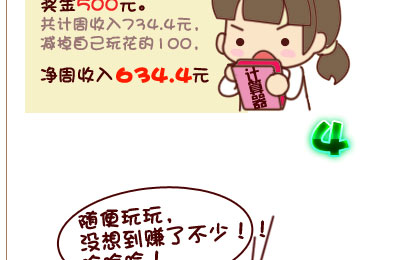 奖金500元。
共计周收入734.4元，
减掉自己玩花的100，
净周收入634.4元
计算器
4
随便玩玩，
没想到赚了不少！！